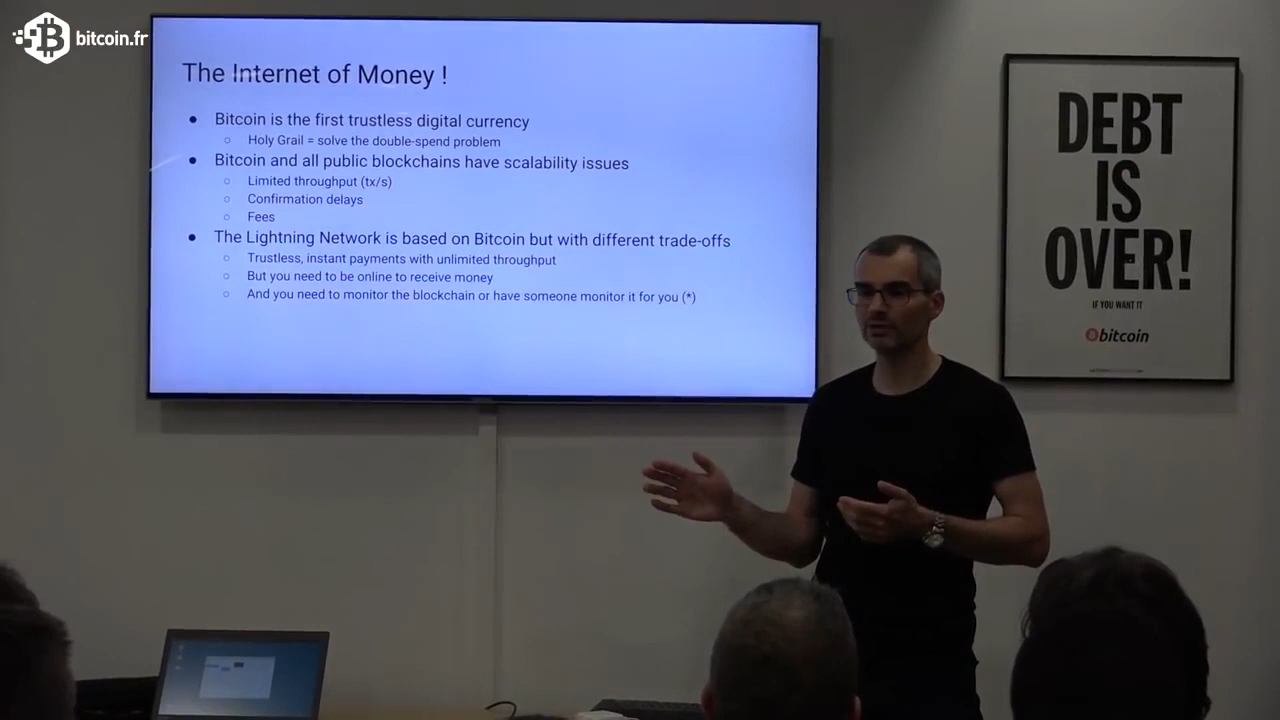 bitcoin.fr
The Internet of Money !
Bitcoin is the first trustless digital currency
Holy Grail = solve the double-spend problem
Bitcoin and all public blockchains have scalability issues
Limited throughput (tx/s)
Confirmation delays
Fees
The Lightning Network is based on Bitcoin but with different trade-offs
Trustless, instant payments with unlimited throughput
But you need to be online to receive money
And you need to monitor the blockchain or have someone monitor it for you (*)
DEBT
IS
OVER!
IF YOU WANT IT
bitcoin